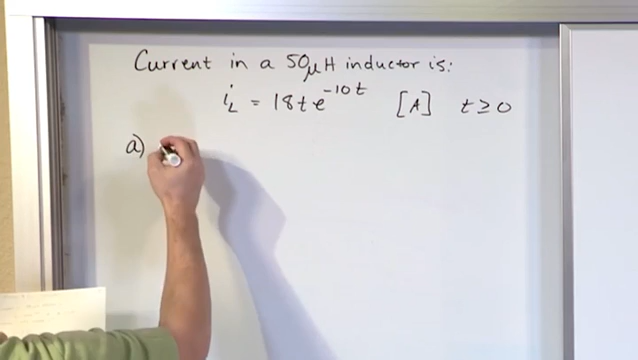 Current in a 50μH inductor is:
i_L = 18te^{-10t} [A] t ≥ 0
a)